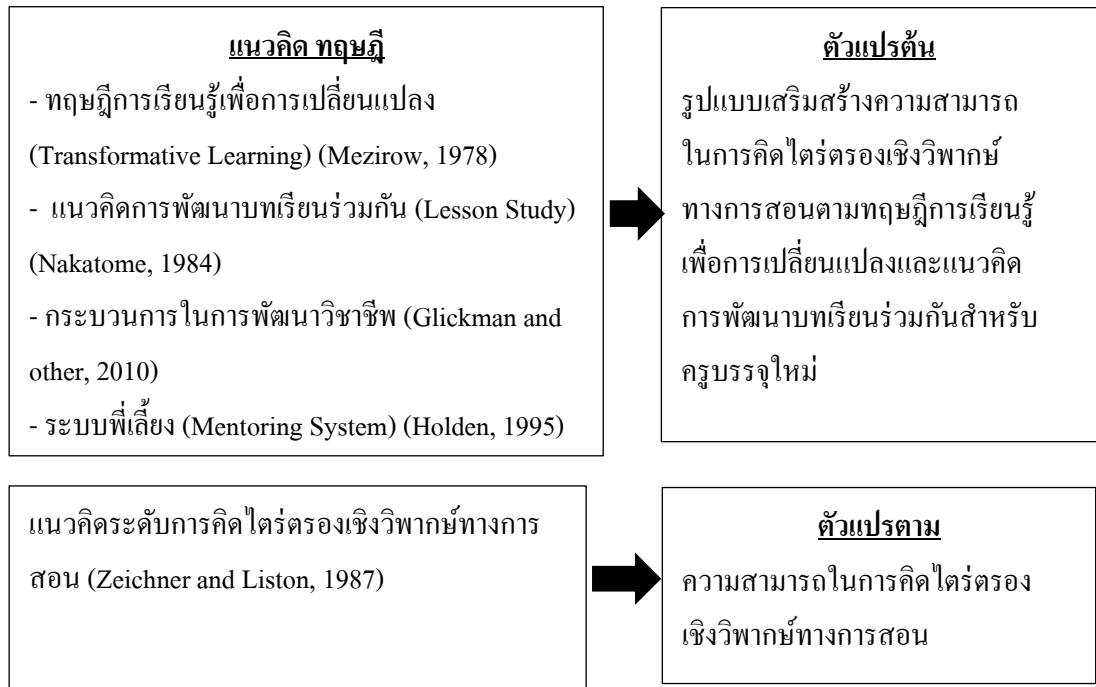 แนวคิด ทฤษฎี
- ทฤษฎีการเรียนรู้เพื่อการเปลี่ยนแปลง
(Transformative Learning) (Mezirow, 1978)
- แนวคิดการพัฒนาบทเรียนร่วมกัน (Lesson Study)
(Nakatome, 1984)
- กระบวนการในการพัฒนาวิชาชีพ (Glickman and
other, 2010)
- ระบบพี่เลี้ยง (Mentoring System) (Holden, 1995)
ตัวแปรต้น
รูปแบบเสริมสร้างความสามารถ
ในการคิดไตร่ตรองเชิงวิพากษ์
ทางการสอนตามทฤษฎีการเรียนรู้
เพื่อการเปลี่ยนแปลงและแนวคิด
การพัฒนาบทเรียนร่วมกันสำหรับ
ครูบรรจุใหม่
แนวคิดระดับการคิดไตร่ตรองเชิงวิพากษ์ทางการ
สอน (Zeichner and Liston, 1987)
ตัวแปรตาม
ความสามารถในการคิดไตร่ตรอง
เชิงวิพากษ์ทางการสอน